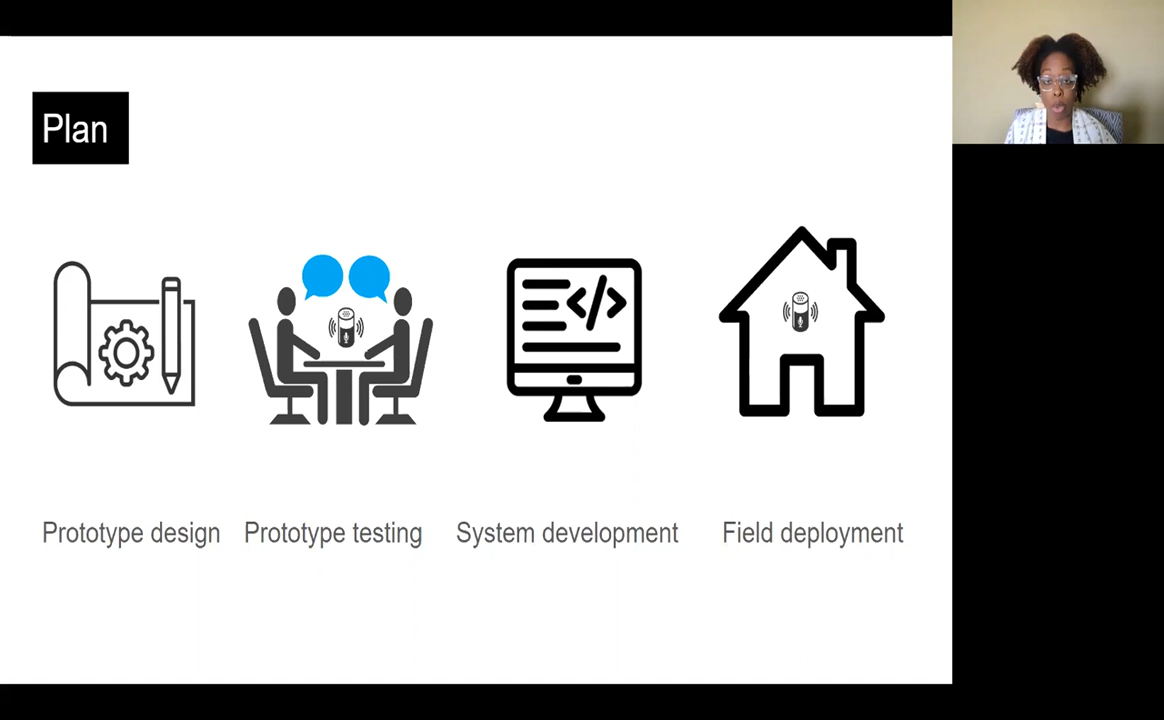 Plan
Prototype design
Prototype testing
System development
Field deployment